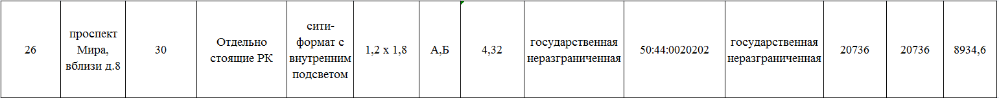 26
проспект
Мира,
вблизи д.8
30
Отдельно
стоящие РК
сити-
формат с
внутренним
подсветом
1,2 х 1,8
А,Б
4,32
государственная
неразграниченная
50:44:0020202
государственная
неразграниченная
20736
20736
8934,6